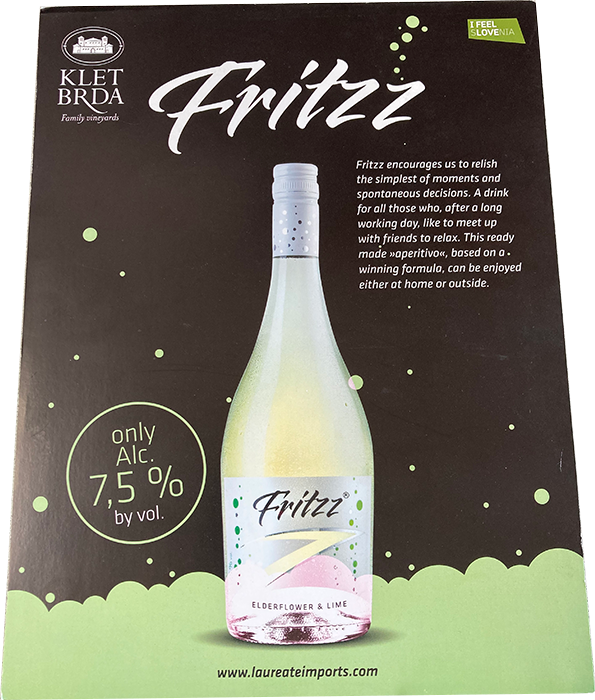 KLET
BRDA
Family vineyards
I FEEL
SLOVENIA
Fritzz
Fritzz encourages us to relish
the simplest of moments and
spontaneous decisions. A drink
for all those who, after a long
working day, like to meet up
with friends to relax. This ready
made »aperitivo«, based on a
winning formula, can be enjoyed
either at home or outside.
only
Alc.
7,5 %
by vol.
Fritzz®
ELDERFLOWER & LIME
www.laureateimports.com